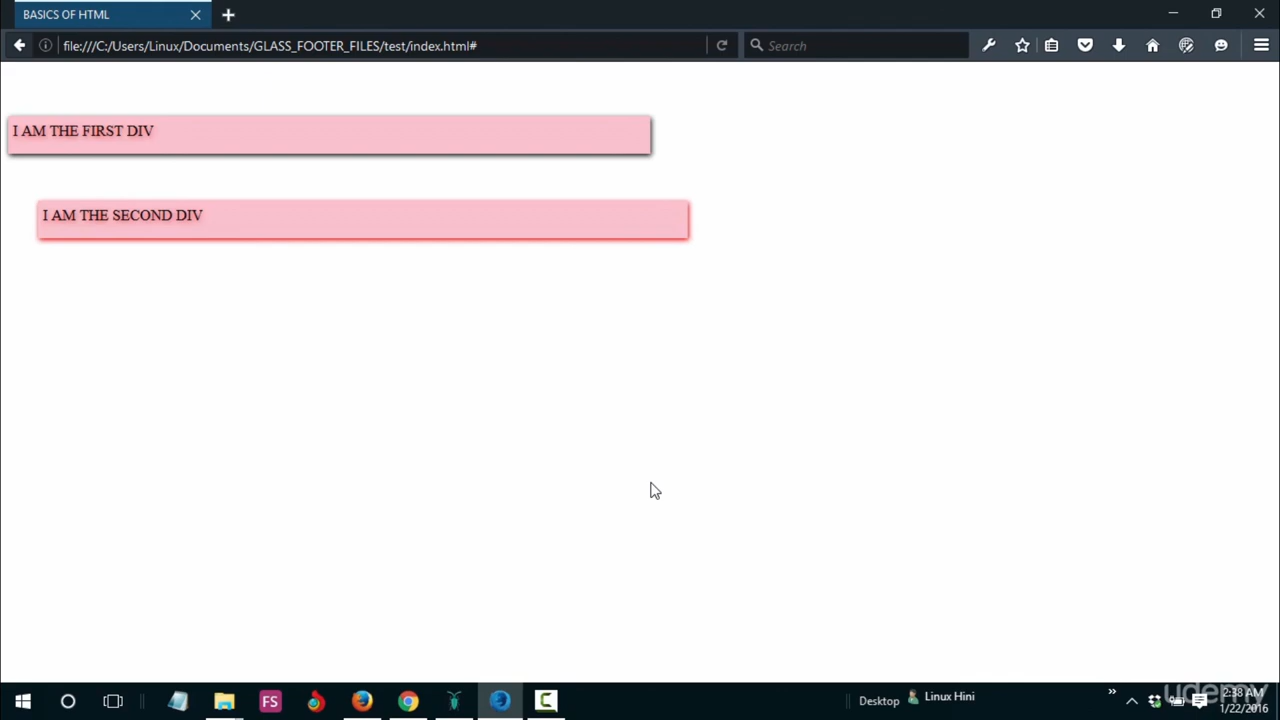 BASICS OF HTML
file:///C:/Users/Linux/Documents/GLASS_FOOTER_FILES/test/index.html#
Search
I AM THE FIRST DIV
I AM THE SECOND DIV
FS
Desktop
Linux Hini
udemy
2:38 AM
1/22/2016